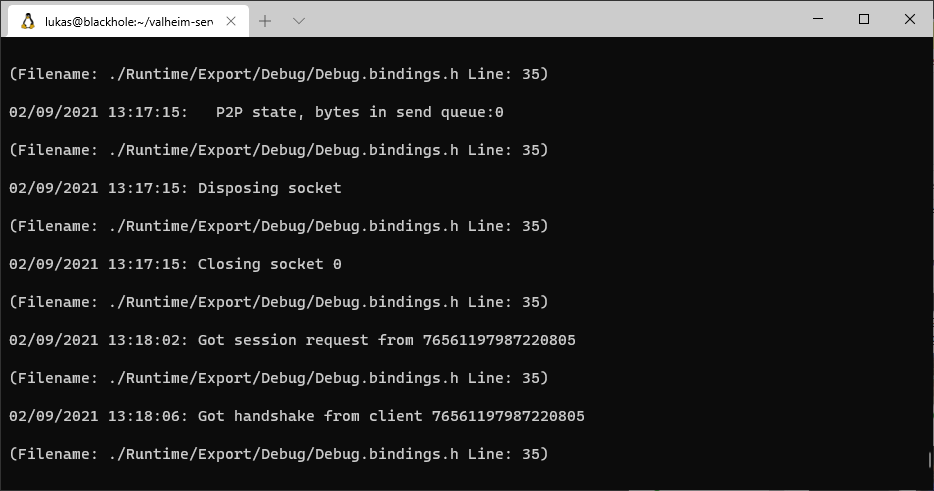 lukas@blackhole:~/valheim-ser
(Filename: ./Runtime/Export/Debug/Debug.bindings.h Line: 35)
02/09/2021 13:17:15:   P2P state, bytes in send queue:0
(Filename: ./Runtime/Export/Debug/Debug.bindings.h Line: 35)
02/09/2021 13:17:15: Disposing socket
(Filename: ./Runtime/Export/Debug/Debug.bindings.h Line: 35)
02/09/2021 13:17:15: Closing socket 0
(Filename: ./Runtime/Export/Debug/Debug.bindings.h Line: 35)
02/09/2021 13:18:02: Got session request from 76561197987220805
(Filename: ./Runtime/Export/Debug/Debug.bindings.h Line: 35)
02/09/2021 13:18:06: Got handshake from client 76561197987220805
(Filename: ./Runtime/Export/Debug/Debug.bindings.h Line: 35)